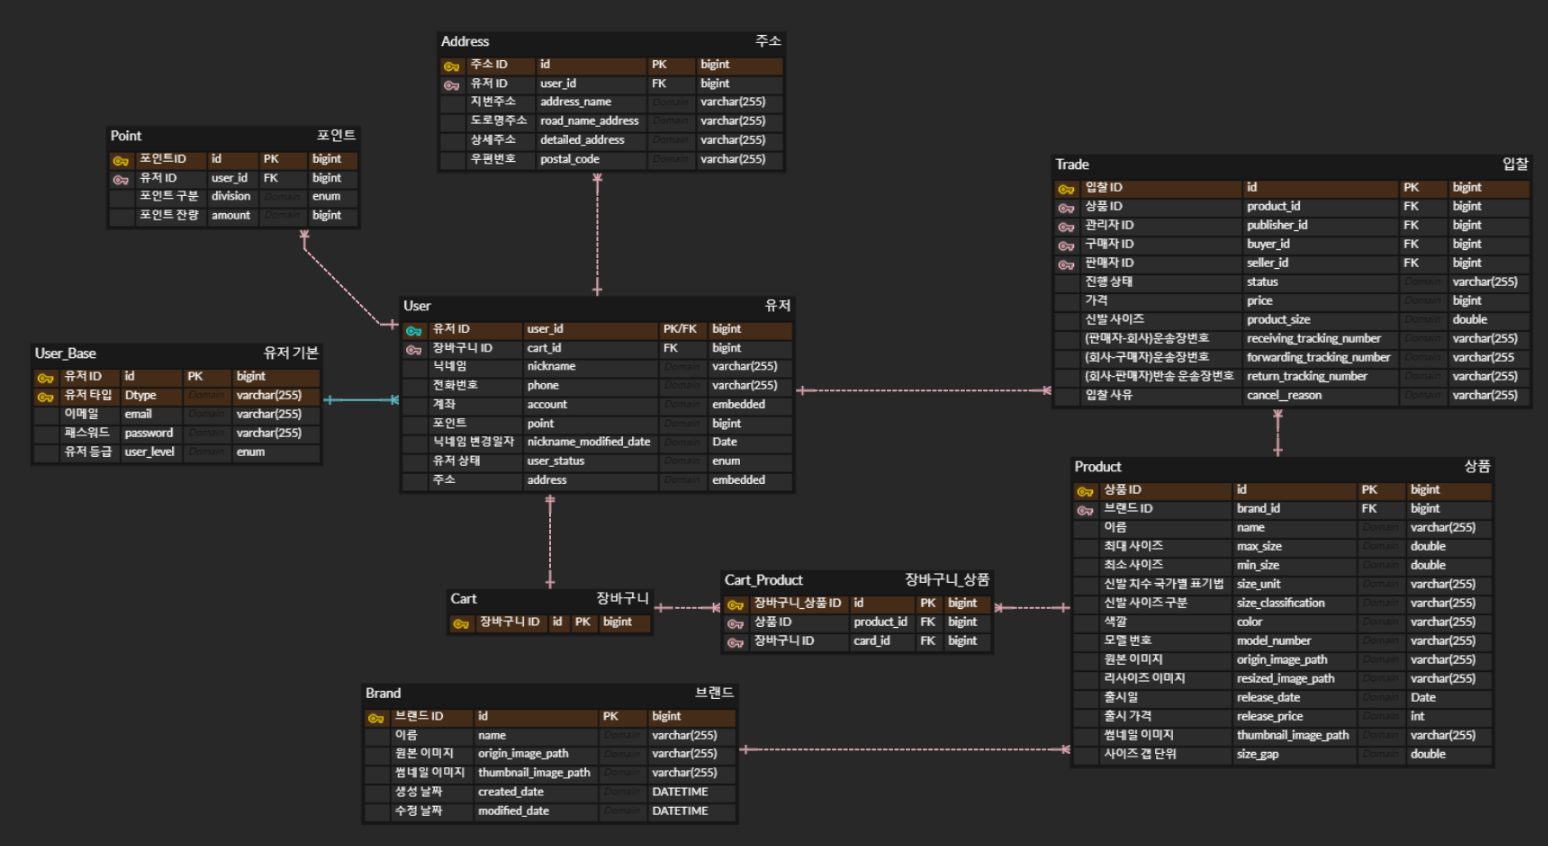 Address 주소
주소 ID id PK bigint
유저 ID user_id FK bigint
지번주소 address_name Domain varchar(255)
도로명주소 road_name_address Domain varchar(255)
상세주소 detailed_address Domain varchar(255)
우편번호 postal_code Domain varchar(255)
Point 포인트
포인트ID id PK bigint
유저 ID user_id FK bigint
포인트 구분 division Domain enum
포인트 잔량 amount Domain bigint
Trade 입찰
입찰 ID id PK bigint
상품 ID product_id FK bigint
관리자 ID publisher_id FK bigint
구매자 ID buyer_id FK bigint
판매자 ID seller_id FK bigint
진행 상태 status Domain varchar(255)
가격 price Domain bigint
신발 사이즈 product_size Domain double
(판매자-회사)운송장번호 receiving_tracking_number Domain varchar(255)
(회사-구매자)운송장번호 forwarding_tracking_number Domain varchar(255
(회사-판매자)반송 운송장번호 return_tracking_number Domain varchar(255)
입찰 사유 cancel__reason Domain varchar(255)
User 유저
유저 ID user_id PK/FK bigint
장바구니 ID cart_id FK bigint
닉네임 nickname Domain varchar(255)
전화번호 phone Domain varchar(255)
계좌 account Domain embedded
포인트 point Domain bigint
닉네임 변경일자 nickname_modified_date Domain Date
유저 상태 user_status Domain enum
주소 address Domain embedded
User_Base 유저 기본
유저 ID id PK bigint
유저 타입 Dtype Domain varchar(255)
이메일 email Domain varchar(255)
패스워드 password Domain varchar(255)
유저 등급 user_level Domain enum
Product 상품
상품 ID id PK bigint
브랜드 ID brand_id FK bigint
이름 name Domain varchar(255)
최대 사이즈 max_size Domain double
최소 사이즈 min_size Domain double
신발 치수 국가별 표기법 size_unit Domain varchar(255)
신발 사이즈 구분 size_classification Domain varchar(255)
색깔 color Domain varchar(255)
모델 번호 model_number Domain varchar(255)
원본 이미지 origin_image_path Domain varchar(255)
리사이즈 이미지 resized_image_path Domain varchar(255)
출시일 release_date Domain Date
출시 가격 release_price Domain int
썸네일 이미지 thumbnail_image_path Domain varchar(255)
사이즈 갭 단위 size_gap Domain double
Cart 장바구니
장바구니 ID id PK bigint
Cart_Product 장바구니_상품
장바구니_상품 ID id PK bigint
상품 ID product_id FK bigint
장바구니 ID card_id FK bigint
Brand 브랜드
브랜드 ID id PK bigint
이름 name Domain varchar(255)
원본 이미지 origin_image_path Domain varchar(255)
썸네일 이미지 thumbnail_image_path Domain varchar(255)
생성 날짜 created_date Domain DATETIME
수정 날짜 modified_date Domain DATETIME